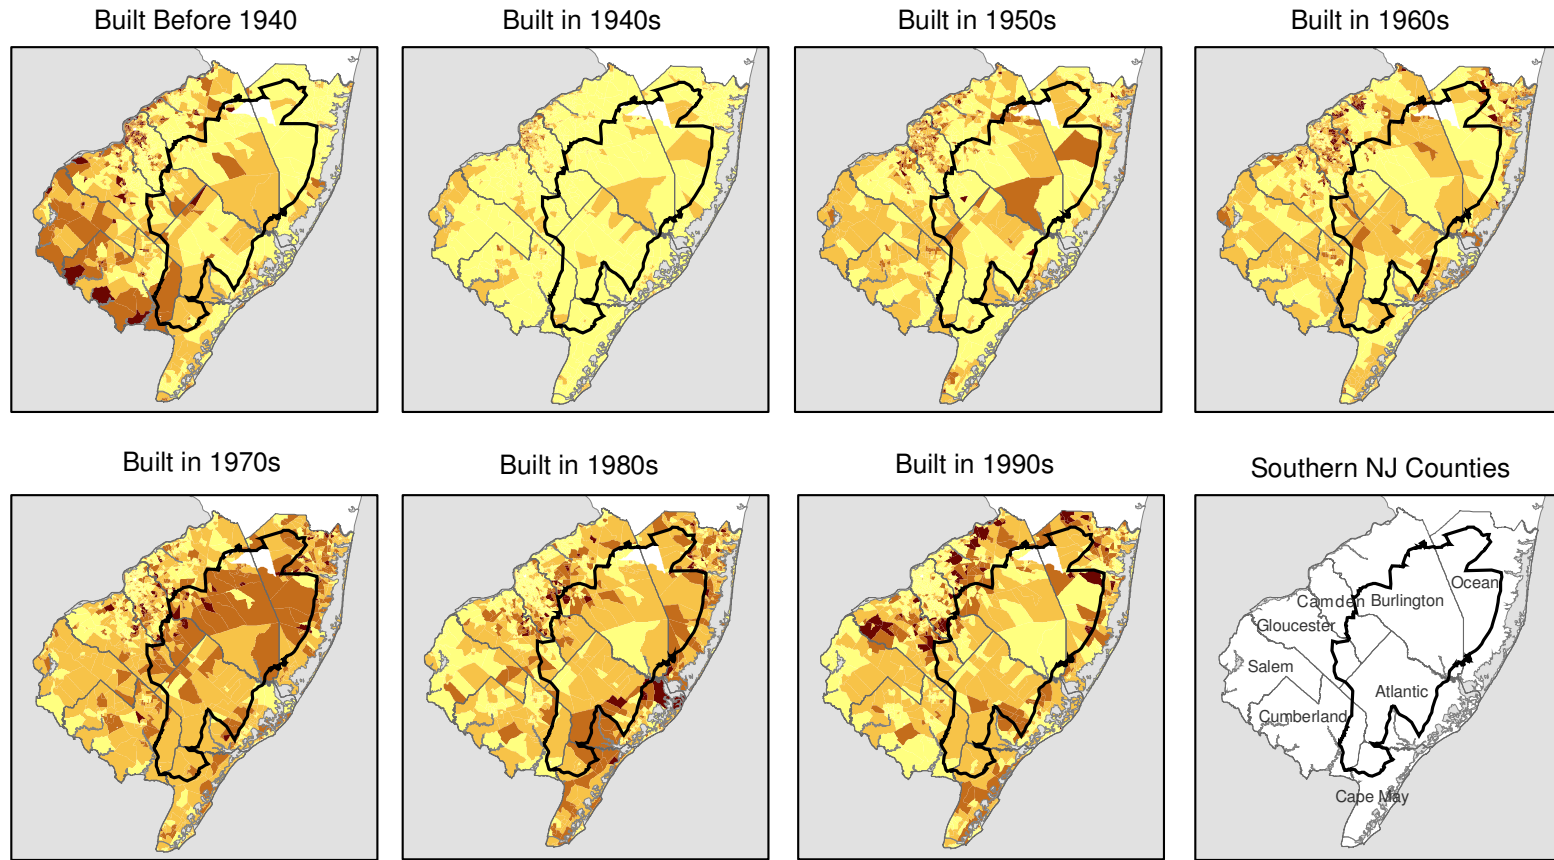 Built Before 1940
Built in 1940s
Built in 1950s
Built in 1960s
Built in 1970s
Built in 1980s
Built in 1990s
Southern NJ Counties
Ocean
Camden
Burlington
Gloucester
Salem
Atlantic
Cumberland
Cape May